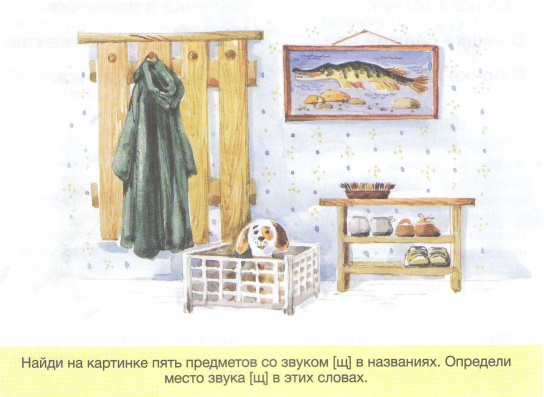 Найди на картинке пять предметов со звуком [щ] в названиях. Определи
место звука [щ] в этих словах.